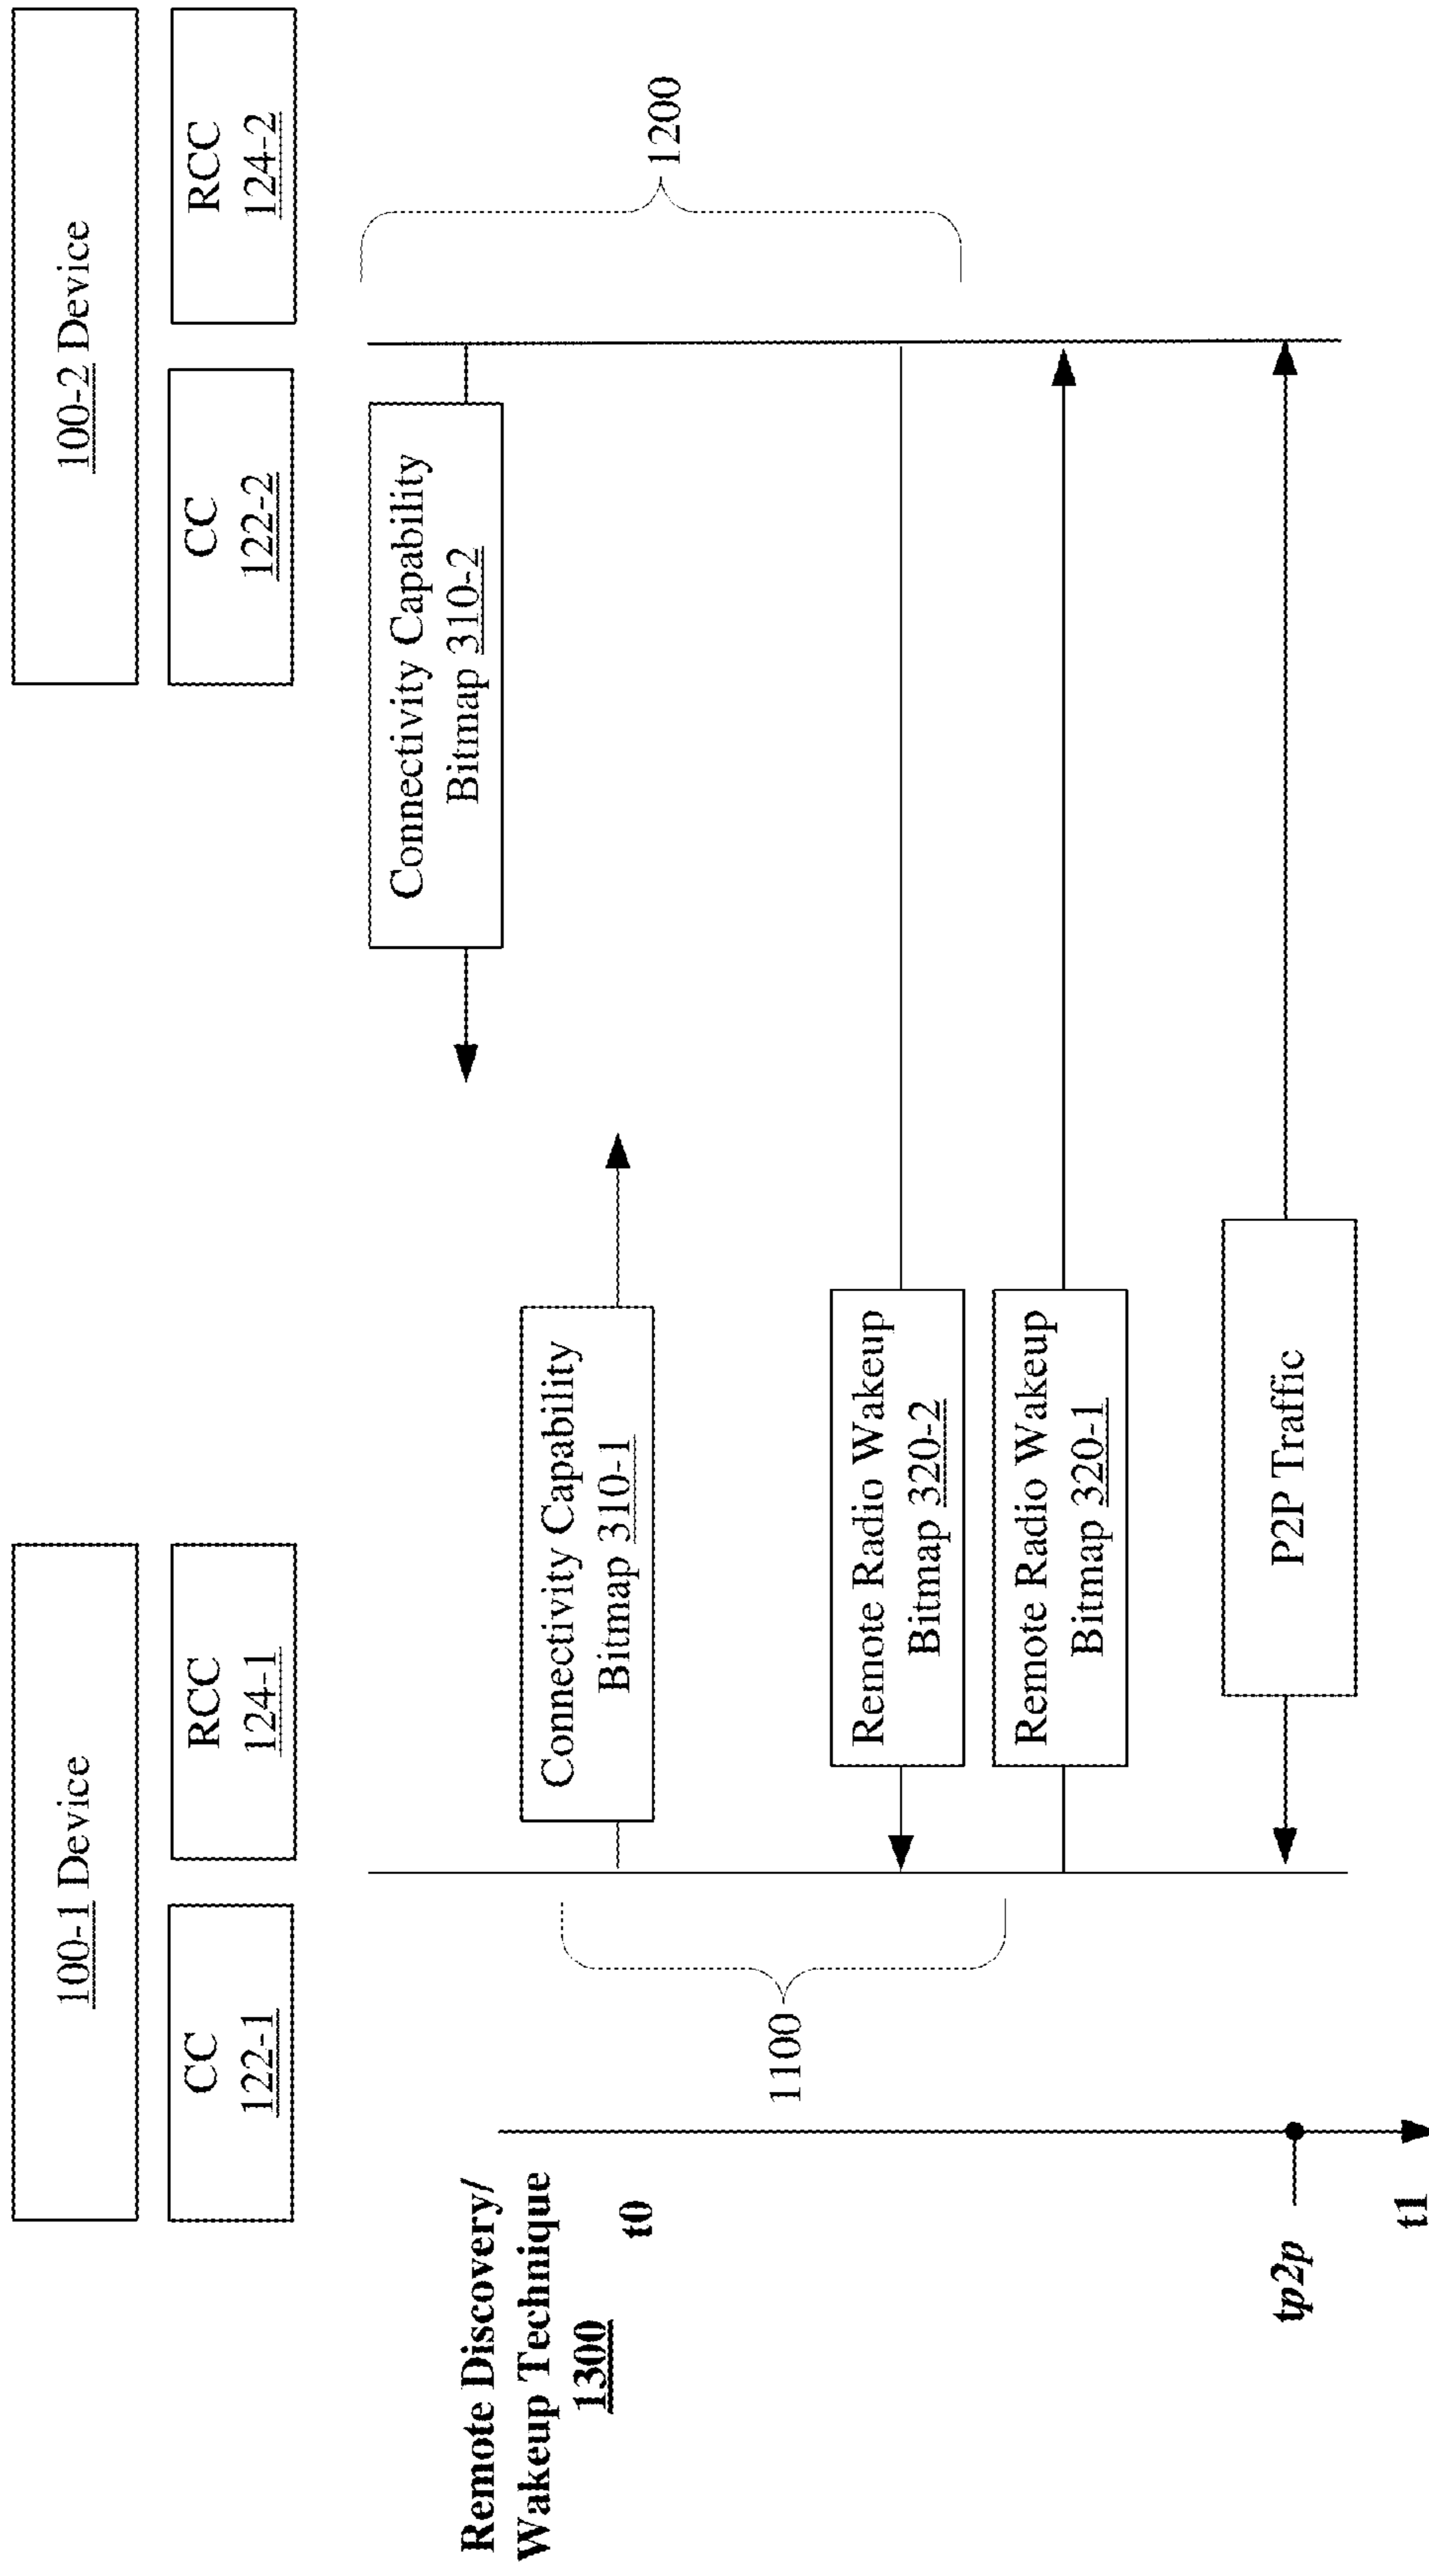 100-1 Device
100-2 Device
CC
122-1
RCC
124-1
CC
122-2
RCC
124-2
Remote Discovery/
Wakeup Technique
1300
Connectivity Capability
Bitmap 310-2
1200
t0
Connectivity Capability
Bitmap 310-1
1100
Remote Radio Wakeup
Bitmap 320-2
Remote Radio Wakeup
Bitmap 320-1
tp2p
P2P Traffic
t1